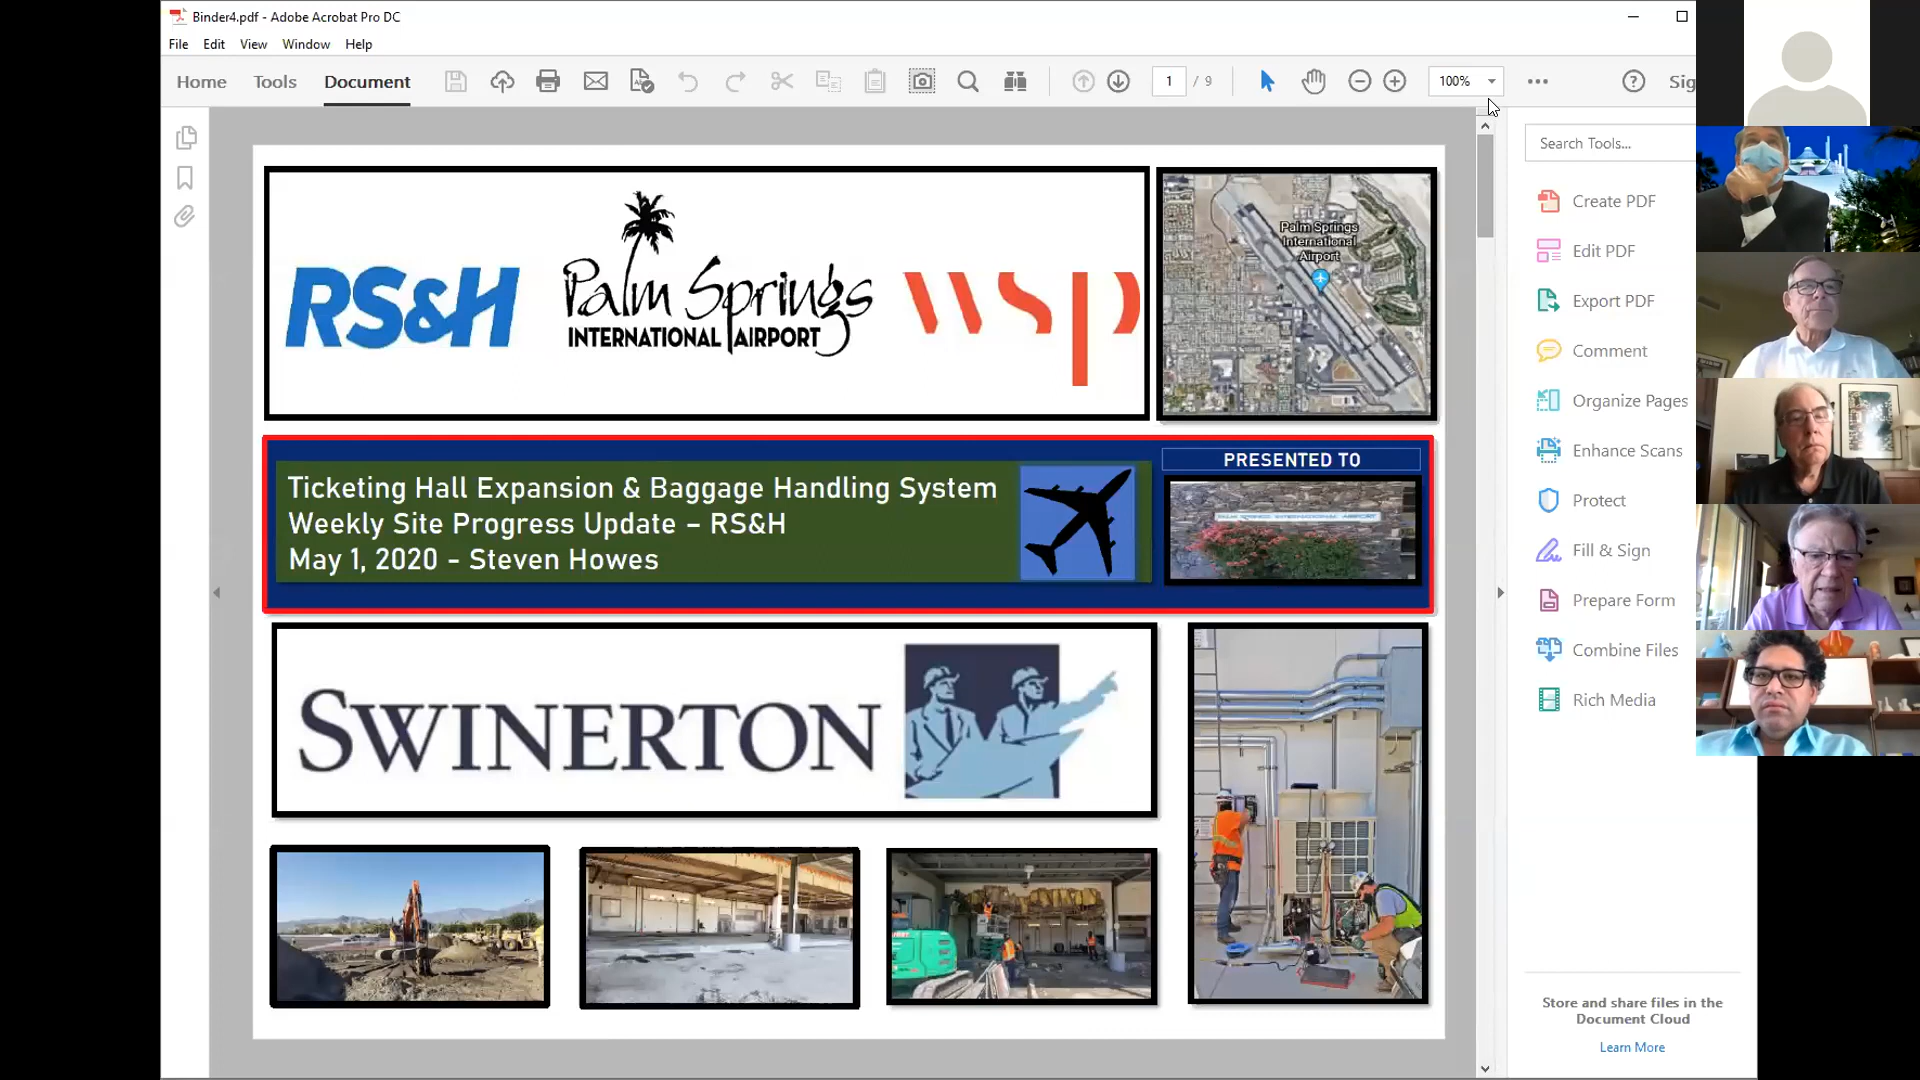 Binder4.pdf - Adobe Acrobat Pro DC
File Edit View Window Help
Home Tools Document 1 / 9 100% Sig
Search Tools...
Create PDF
Edit PDF
Export PDF
Comment
Organize Pages
Enhance Scans
Protect
Fill & Sign
Prepare Form
Combine Files
Rich Media
Store and share files in the
Document Cloud
Learn More
RS&H
Palm Springs
INTERNATIONAL AIRPORT
wsp
Palm Springs
International
Airport
Ticketing Hall Expansion & Baggage Handling System
Weekly Site Progress Update – RS&H
May 1, 2020 - Steven Howes
PRESENTED TO
PALM SPRINGS INTERNATIONAL AIRPORT
SWINERTON